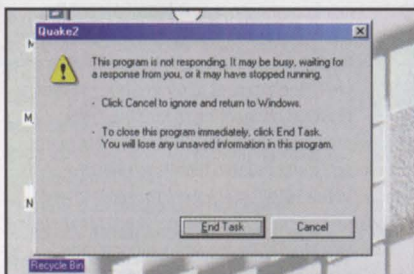 Quake2
This program is not responding. It may be busy, waiting for
a response from you, or it may have stopped running.
· Click Cancel to ignore and return to Windows.
· To close this program immediately, click End Task.
You will lose any unsaved information in this program.
End Task
Cancel
Recycle Bin